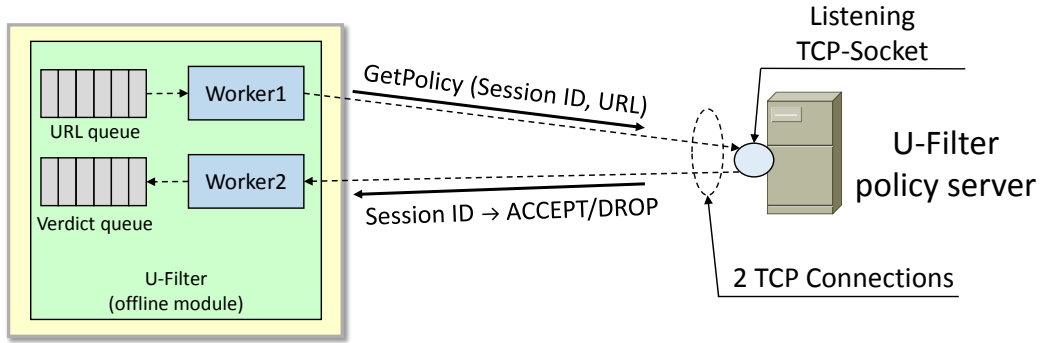 Listening
TCP-Socket
GetPolicy (Session ID, URL)
Worker1
URL queue
Worker2
Verdict queue
Session ID → ACCEPT/DROP
U-Filter
policy server
U-Filter
(offline module)
2 TCP Connections